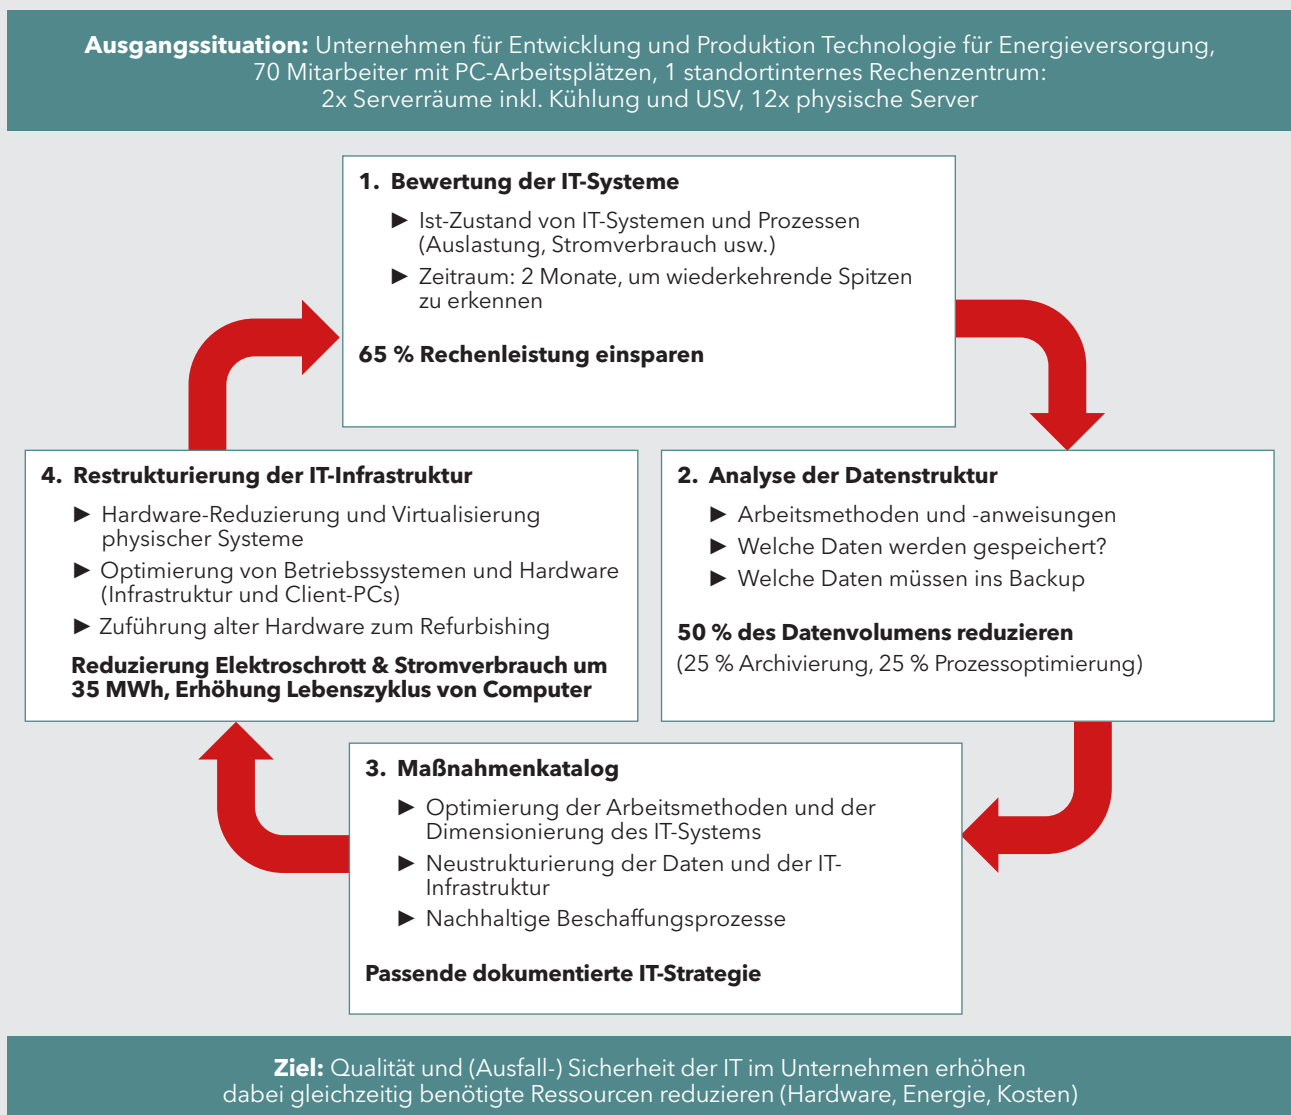 Ausgangssituation: Unternehmen für Entwicklung und Produktion Technologie für Energieversorgung,
70 Mitarbeiter mit PC-Arbeitsplätzen, 1 standortinternes Rechenzentrum:
2x Serverräume inkl. Kühlung und USV, 12x physische Server
1. Bewertung der IT-Systeme
► Ist-Zustand von IT-Systemen und Prozessen
(Auslastung, Stromverbrauch usw.)
► Zeitraum: 2 Monate, um wiederkehrende Spitzen
zu erkennen
65 % Rechenleistung einsparen
2. Analyse der Datenstruktur
► Arbeitsmethoden und -anweisungen
► Welche Daten werden gespeichert?
► Welche Daten müssen ins Backup
50 % des Datenvolumens reduzieren
(25 % Archivierung, 25 % Prozessoptimierung)
3. Maßnahmenkatalog
► Optimierung der Arbeitsmethoden und der
Dimensionierung des IT-Systems
► Neustrukturierung der Daten und der IT-
Infrastruktur
► Nachhaltige Beschaffungsprozesse
Passende dokumentierte IT-Strategie
4. Restrukturierung der IT-Infrastruktur
► Hardware-Reduzierung und Virtualisierung
physischer Systeme
► Optimierung von Betriebssystemen und Hardware
(Infrastruktur und Client-PCs)
► Zuführung alter Hardware zum Refurbishing
Reduzierung Elektroschrott & Stromverbrauch um
35 MWh, Erhöhung Lebenszyklus von Computer
Ziel: Qualität und (Ausfall-) Sicherheit der IT im Unternehmen erhöhen
dabei gleichzeitig benötigte Ressourcen reduzieren (Hardware, Energie, Kosten)